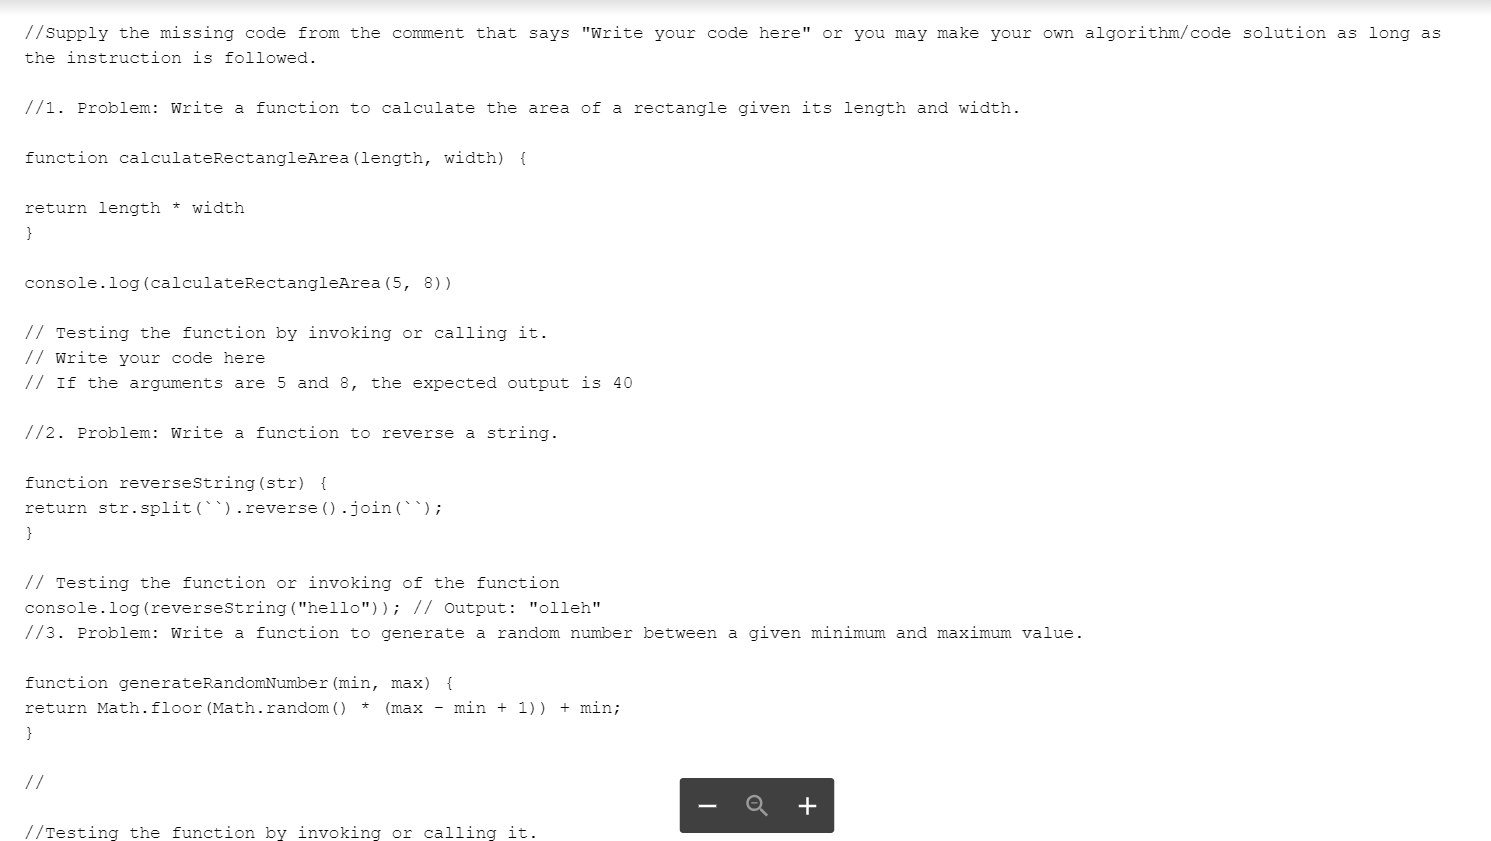 //Supply the missing code from the comment that says "Write your code here" or you may make your own algorithm/code solution as long as
the instruction is followed.
//1. Problem: Write a function to calculate the area of a rectangle given its length and width.
function calculateRectangleArea(length, width) {
return length * width
}
console.log(calculateRectangleArea(5, 8))
// Testing the function by invoking or calling it.
// Write your code here
// If the arguments are 5 and 8, the expected output is 40
//2. Problem: Write a function to reverse a string.
function reverseString(str) {
return str.split(``).reverse().join(``);
}
// Testing the function or invoking of the function
console.log(reverseString("hello")); // Output: "olleh"
//3. Problem: Write a function to generate a random number between a given minimum and maximum value.
function generateRandomNumber(min, max) {
return Math.floor(Math.random() * (max - min + 1)) + min;
}
//
//Testing the function by invoking or calling it.